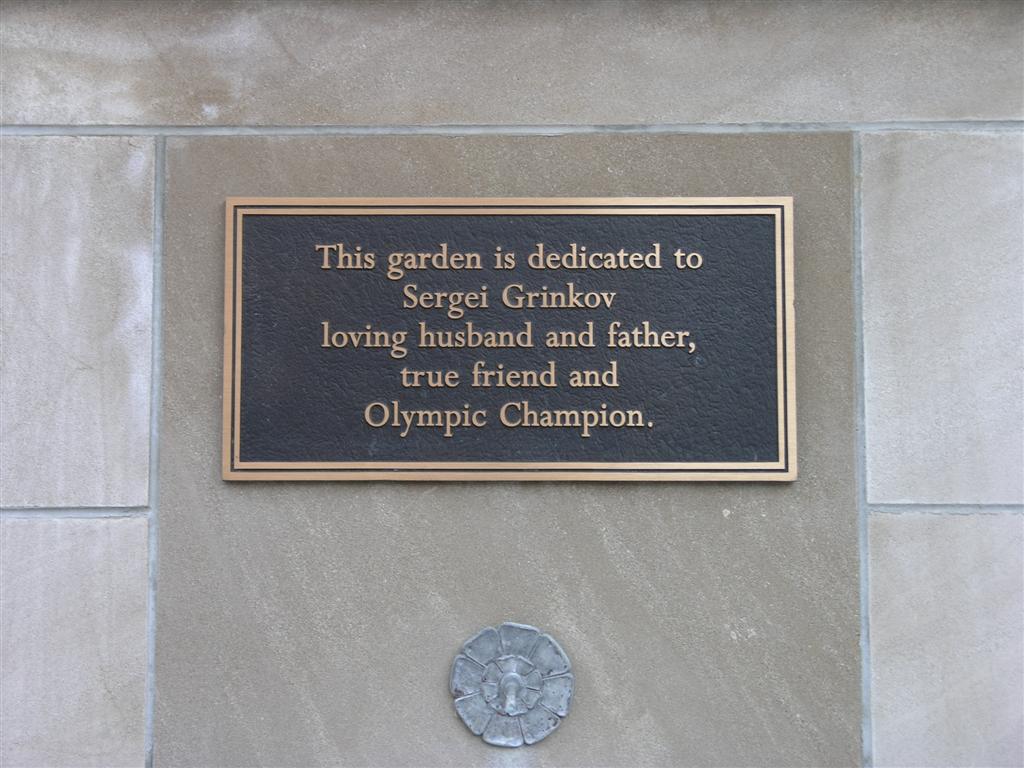 This garden is dedicated to
Sergei Grinkov
loving husband and father,
true friend and
Olympic Champion.